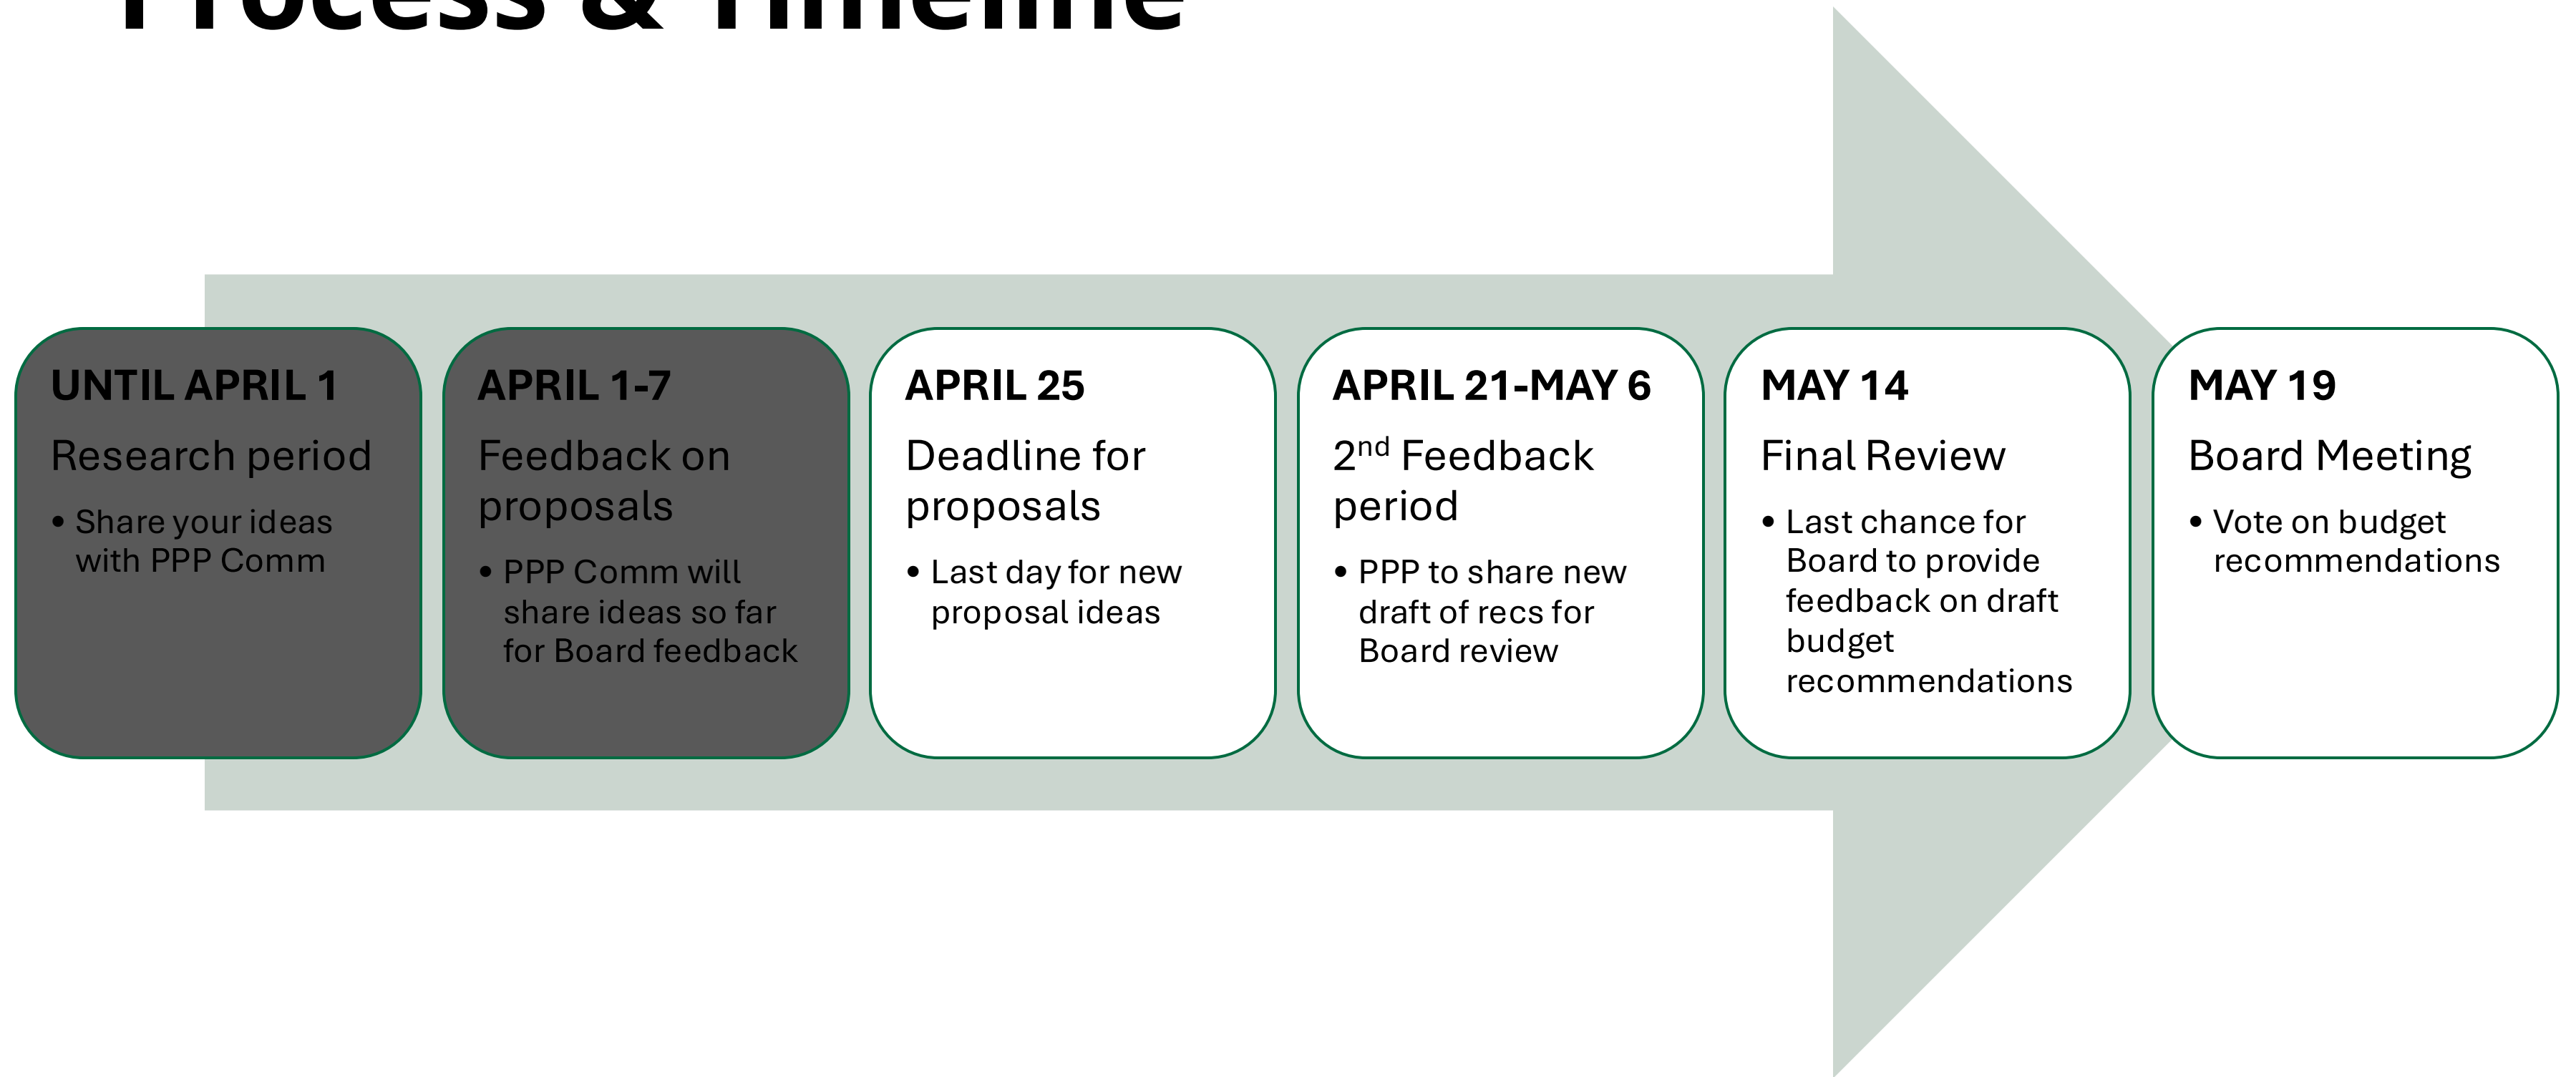 Process & Timeline
UNTIL APRIL 1
Research period
• Share your ideas
with PPP Comm
APRIL 1-7
Feedback on
proposals
• PPP Comm will
share ideas so far
for Board feedback
APRIL 25
Deadline for
proposals
• Last day for new
proposal ideas
APRIL 21-MAY 6
2nd Feedback
period
• PPP to share new
draft of recs for
Board review
MAY 14
Final Review
• Last chance for
Board to provide
feedback on draft
budget
recommendations
MAY 19
Board Meeting
• Vote on budget
recommendations